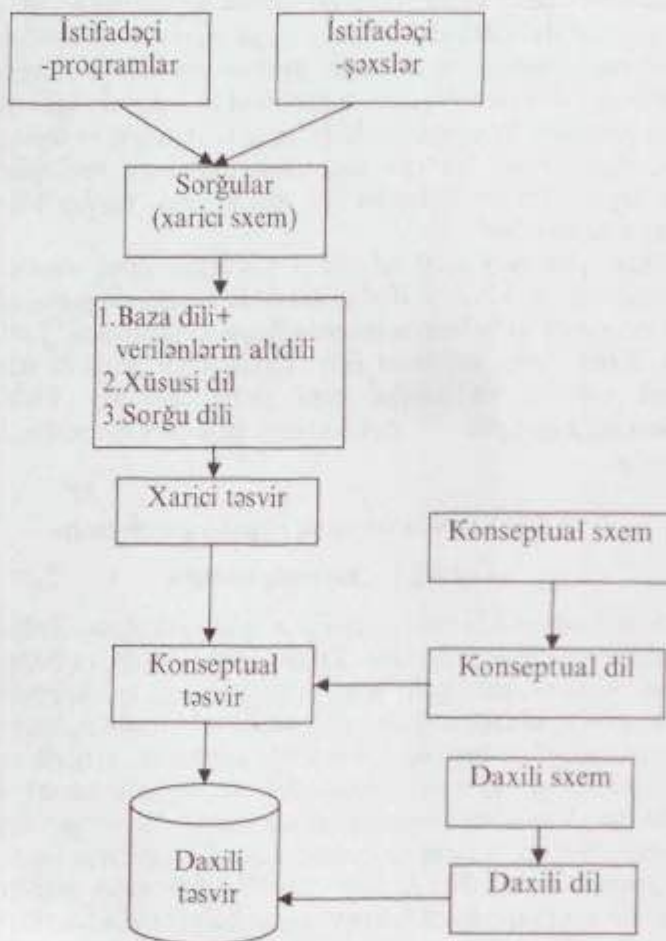 İstifadəçi
-proqramlar
İstifadəçi
-şəxslər
Sorğular
(xarici sxem)
1.Baza dili+
verilənlərin altdili
2.Xüsusi dil
3.Sorğu dili
Xarici təsvir
Konseptual sxem
Konseptual
təsvir
Konseptual dil
Daxili sxem
Daxili
təsvir
Daxili dil